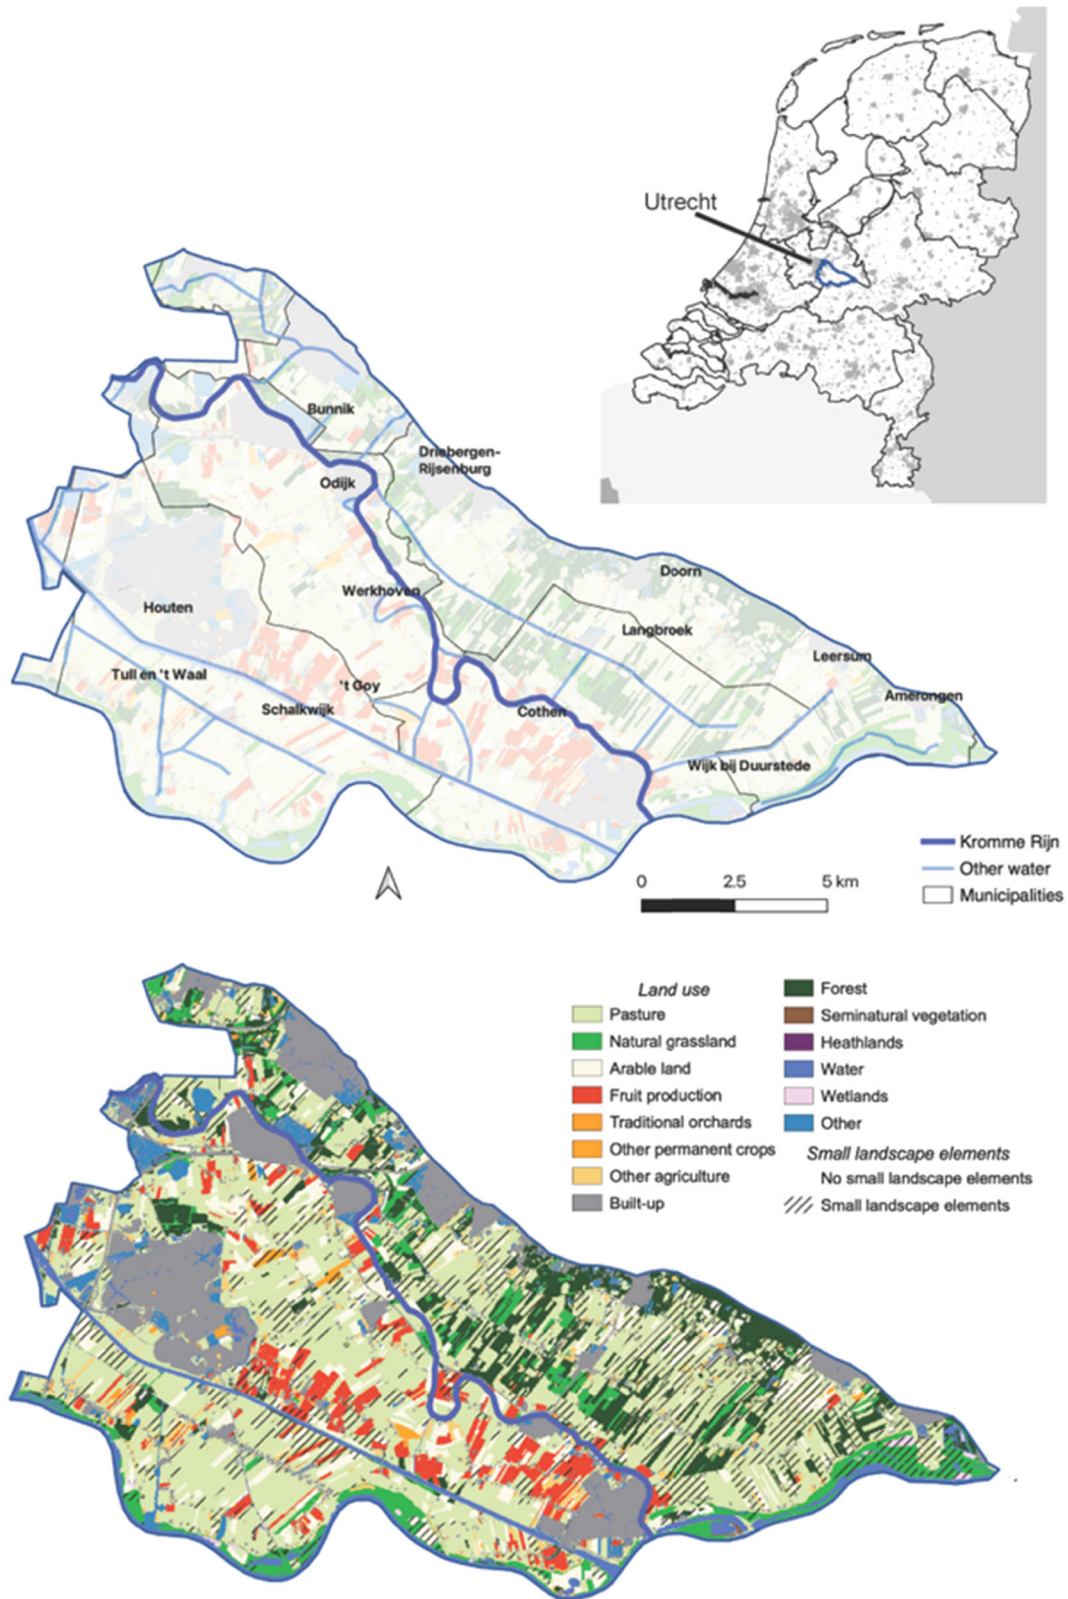 Utrecht
Bunnik
Driebergen-
Rijsenburg
Odijk
Doorn
Werkhoven
Houten
Langbroek
Leersum
Tull en 't Waal
't Goy
Amerongen
Schalkwijk
Cothen
Wijk bij Duurstede
0 2.5 5 km
Kromme Rijn
Other water
Municipalities
Land use
Pasture
Natural grassland
Arable land
Fruit production
Traditional orchards
Other permanent crops
Other agriculture
Built-up
Forest
Seminatural vegetation
Heathlands
Water
Wetlands
Other
Small landscape elements
No small landscape elements
Small landscape elements